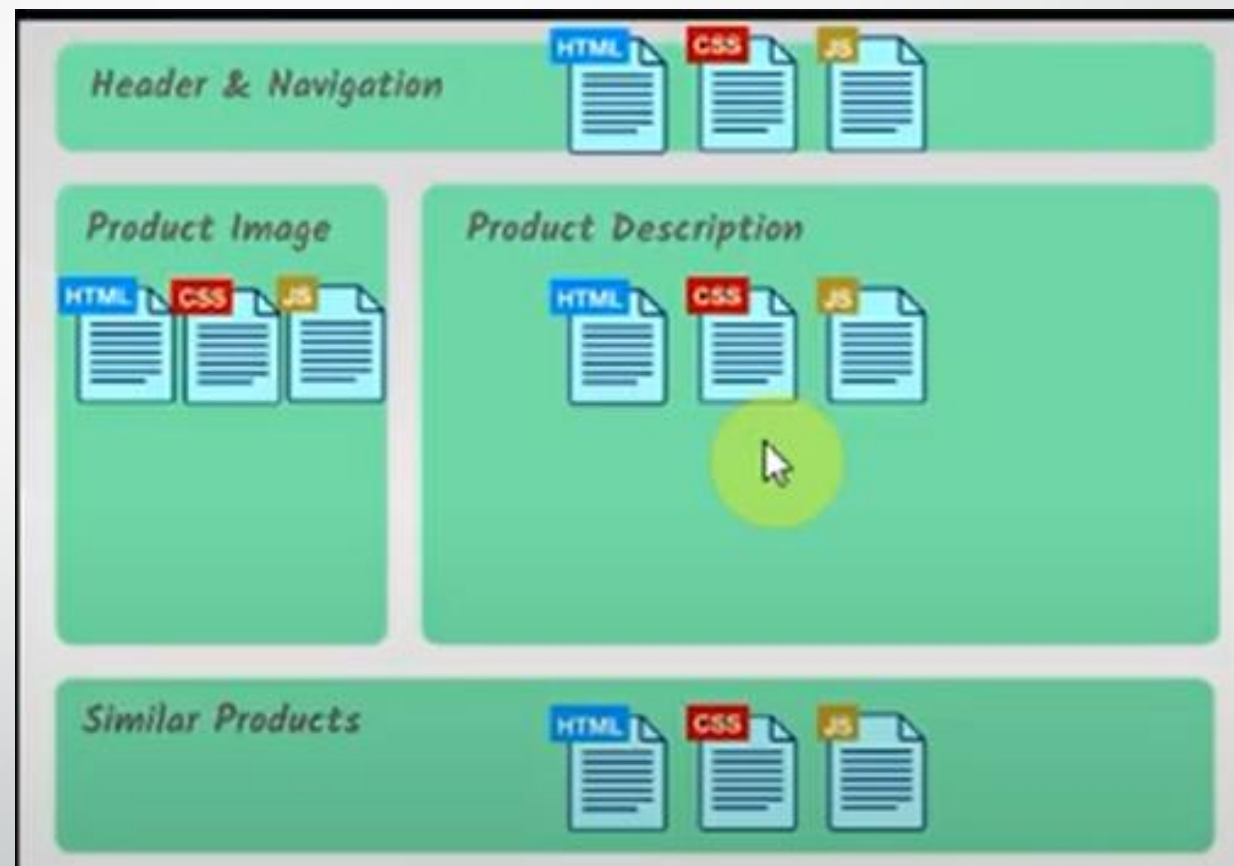 Header & Navigation HTML CSS JS
Product Image
HTML CSS JS
Product Description
HTML CSS JS
Similar Products HTML CSS JS